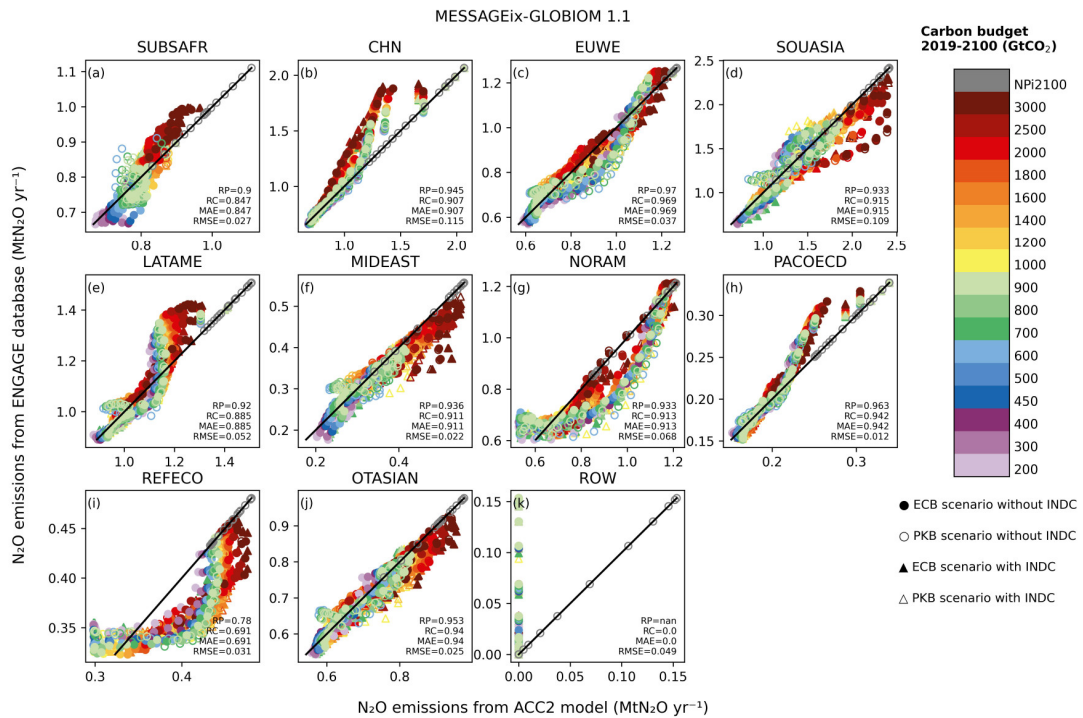 MESSAGEix-GLOBIOM 1.1
SUBSAFR
CHN
EUWE
SOUASIA
(a)
1.1
1.0
0.9
0.8
0.7
0.8
1.0
RP=0.9
RC=0.847
MAE=0.847
RMSE=0.027
(b)
2.0
1.5
1.0
1.0
1.5
2.0
RP=0.945
RC=0.907
MAE=0.907
RMSE=0.115
(c)
1.2
1.0
0.8
0.6
0.6
0.8
1.0
1.2
RP=0.97
RC=0.969
MAE=0.969
RMSE=0.037
(d)
2.5
2.0
1.5
1.0
1.0
1.5
2.0
2.5
RP=0.933
RC=0.915
MAE=0.915
RMSE=0.109
LATAME
MIDEAST
NORAM
PACOECD
(e)
1.4
1.2
1.0
1.0
1.2
1.4
RP=0.92
RC=0.885
MAE=0.885
RMSE=0.052
(f)
0.5
0.4
0.3
0.2
0.2
0.4
RP=0.936
RC=0.911
MAE=0.911
RMSE=0.022
(g)
1.2
1.0
0.8
0.6
0.6
0.8
1.0
1.2
RP=0.933
RC=0.913
MAE=0.913
RMSE=0.068
(h)
0.30
0.25
0.20
0.15
0.2
0.3
RP=0.963
RC=0.942
MAE=0.942
RMSE=0.012
REFECO
OTASIAN
ROW
(i)
0.45
0.40
0.35
0.3
0.4
RP=0.78
RC=0.691
MAE=0.691
RMSE=0.031
(j)
0.9
0.8
0.7
0.6
0.6
0.8
RP=0.953
RC=0.94
MAE=0.94
RMSE=0.025
(k)
0.15
0.10
0.05
0.00
0.00
0.05
0.10
0.15
RP=nan
RC=0.0
MAE=0.0
RMSE=0.049
N₂O emissions from ENGAGE database (MtN₂O yr⁻¹)
N₂O emissions from ACC2 model (MtN₂O yr⁻¹)
Carbon budget
2019-2100 (GtCO₂)
NPi2100
3000
2500
2000
1800
1600
1400
1200
1000
800
700
600
500
450
400
300
200
ECB scenario without INDC
PKB scenario without INDC
ECB scenario with INDC
PKB scenario with INDC